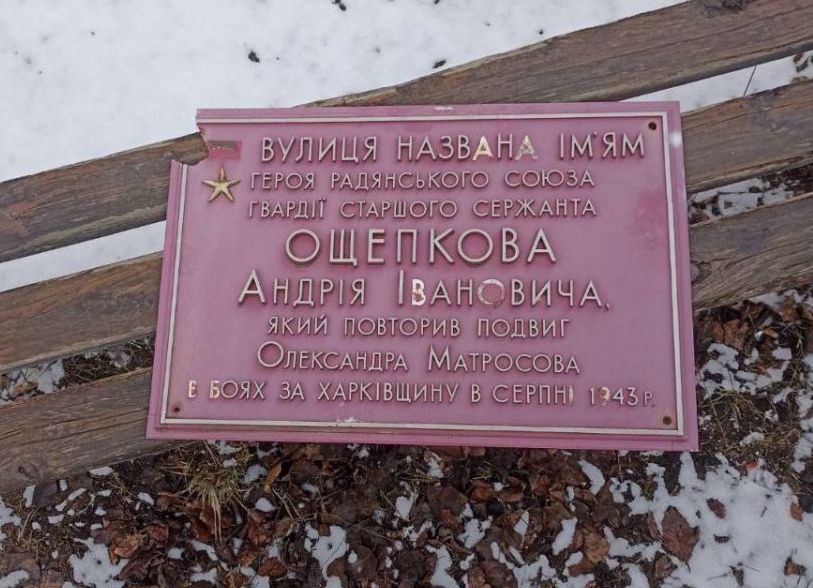 ВУЛИЦЯ НАЗВАНА ІМ'ЯМ
ГЕРОЯ РАДЯНСЬКОГО СОЮЗА
ГВАРДІЇ СТАРШОГО СЕРЖАНТА
ОЩЕПКОВА
АНДРІЯ ІВАНОВИЧА,
ЯКИЙ ПОВТОРИВ ПОДВИГ
ОЛЕКСАНДРА МАТРОСОВА
В БОЯХ ЗА ХАРКІВЩИНУ В СЕРПНІ 1943 Р.